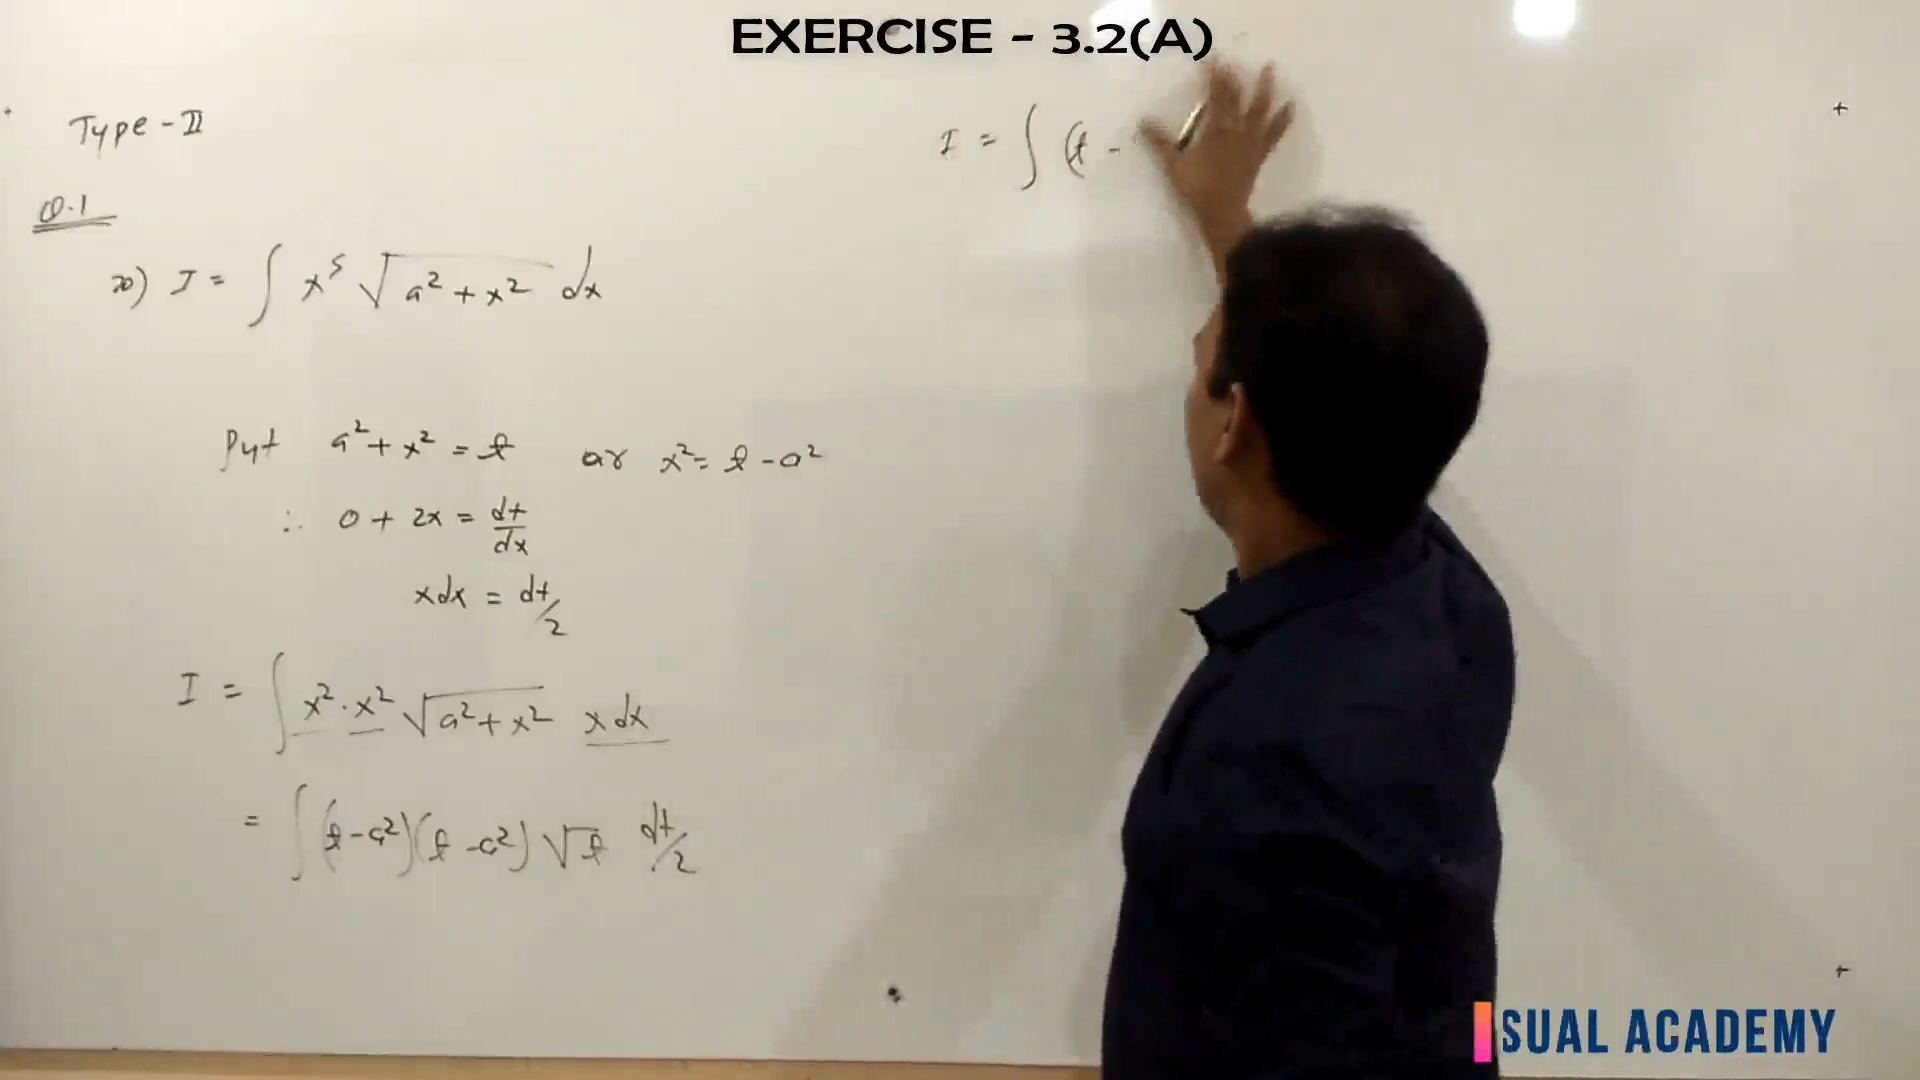 EXERCISE - 3.2(A)
Type - II
Q.1
20) I = ∫ x⁵ √(a² + x²) dx
Put a² + x² = t or x² = t - a²
∴ 0 + 2x = dt/dx
x dx = dt/2
I = ∫ x² · x² √(a² + x²) x dx
= ∫ (t - a²)(t - a²) √t dt/2
I = ∫ (t -
SUAL ACADEMY